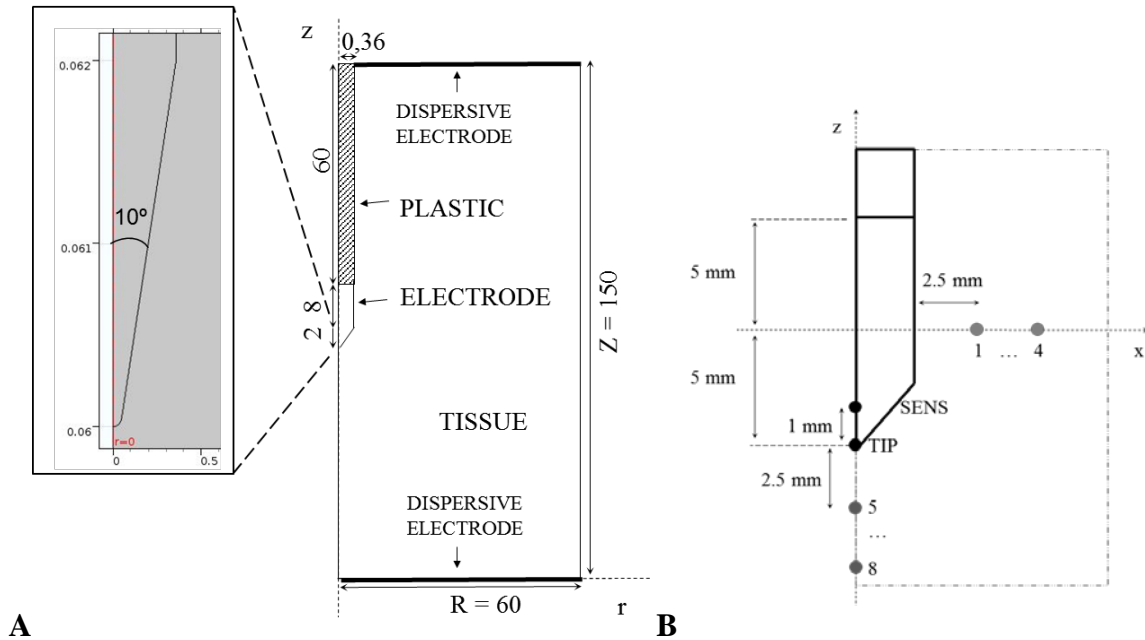 0.062
10º
0.061
0.06
r=0
0
0.5
z
0,36
DISPERSIVE
ELECTRODE
60
PLASTIC
ELECTRODE
8
2
Z = 150
TISSUE
DISPERSIVE
ELECTRODE
R = 60
r
A
z
5 mm
2.5 mm
1 ... 4
x
5 mm
SENS
1 mm
TIP
2.5 mm
5
...
8
B